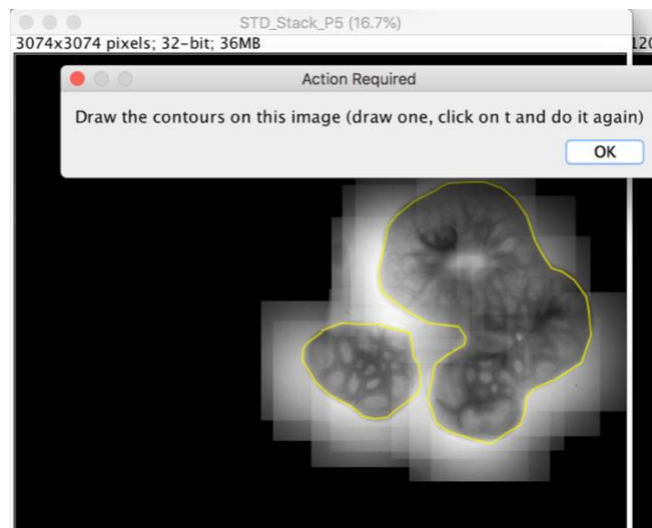 STD_Stack_P5 (16.7%)
3074x3074 pixels; 32-bit; 36MB
120
Action Required
Draw the contours on this image (draw one, click on t and do it again)
OK